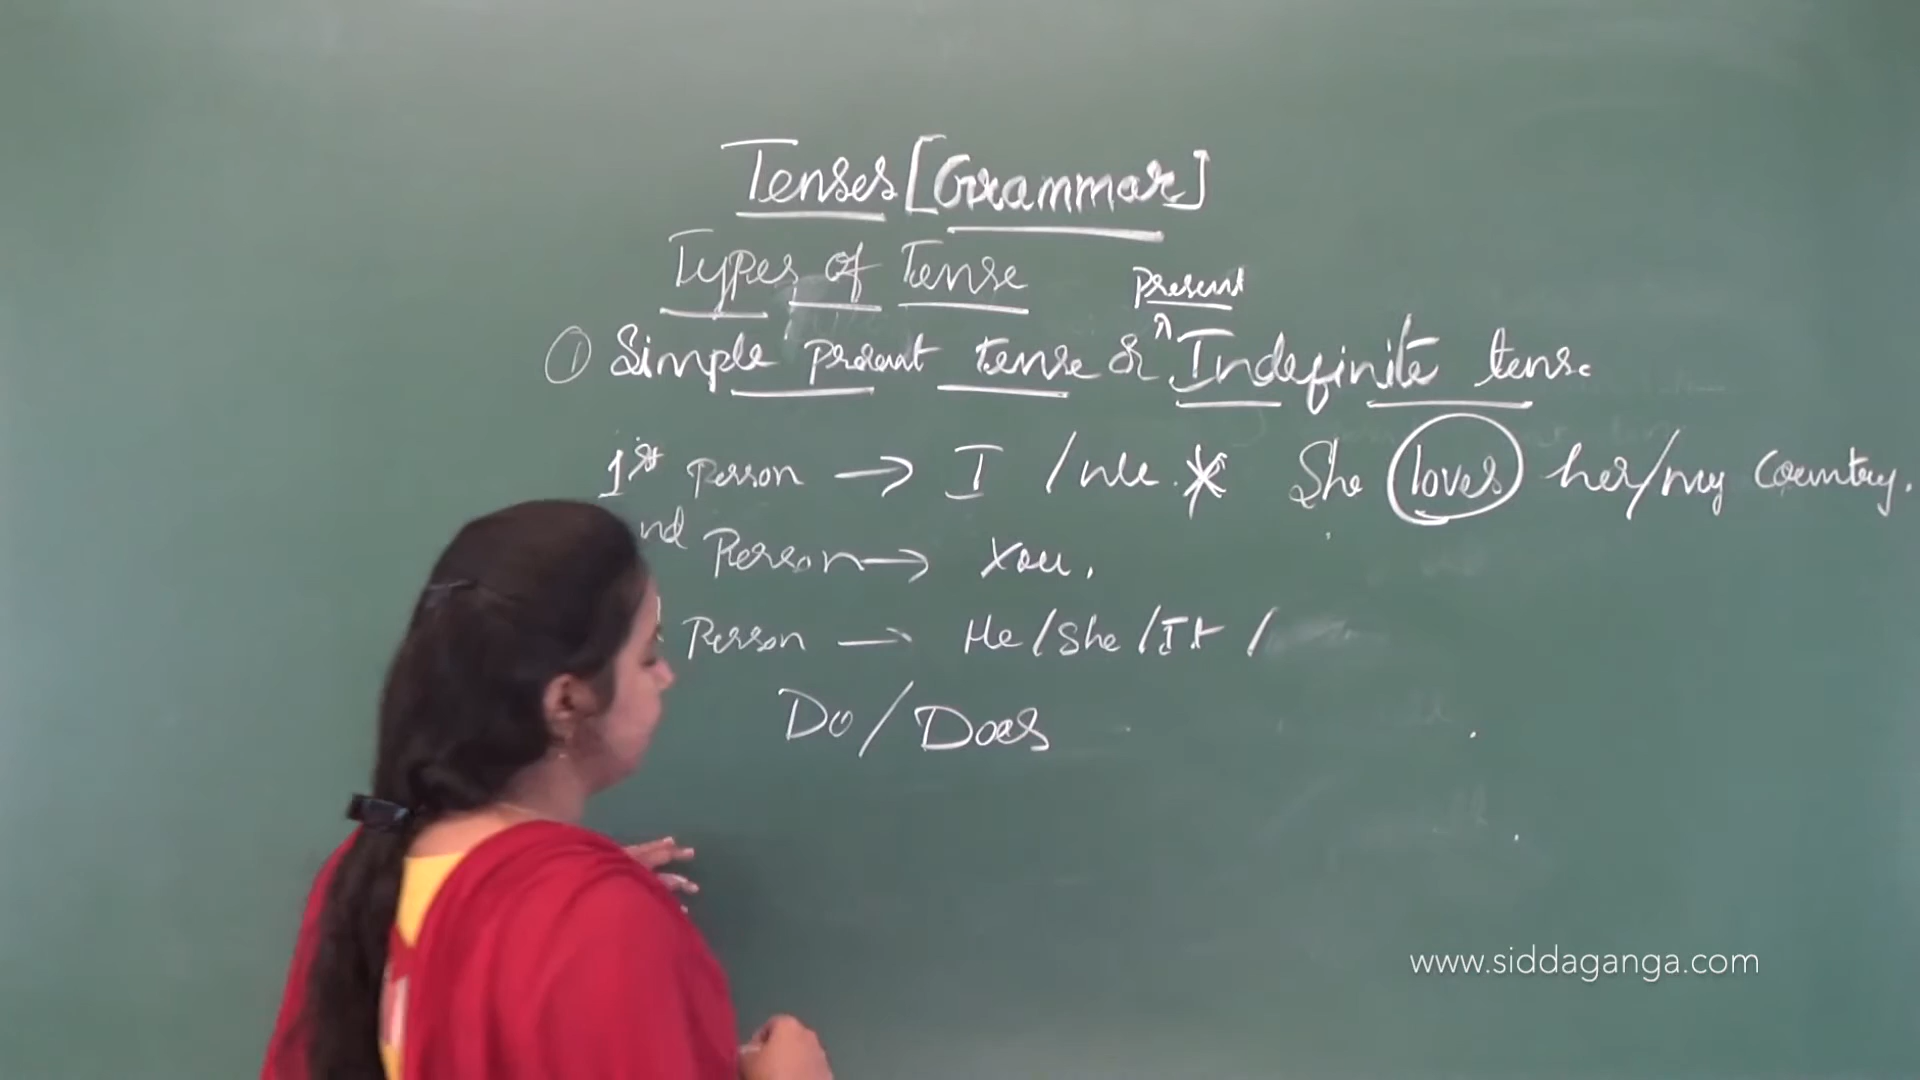 Tenses [Grammar]
Types of Tense
Present
① Simple present tense or ^ Indefinite tense
1st Person → I / We. * She loves her/my Country.
nd Person → You.
Person → He / She / It /
Do / Does
www.siddaganga.com